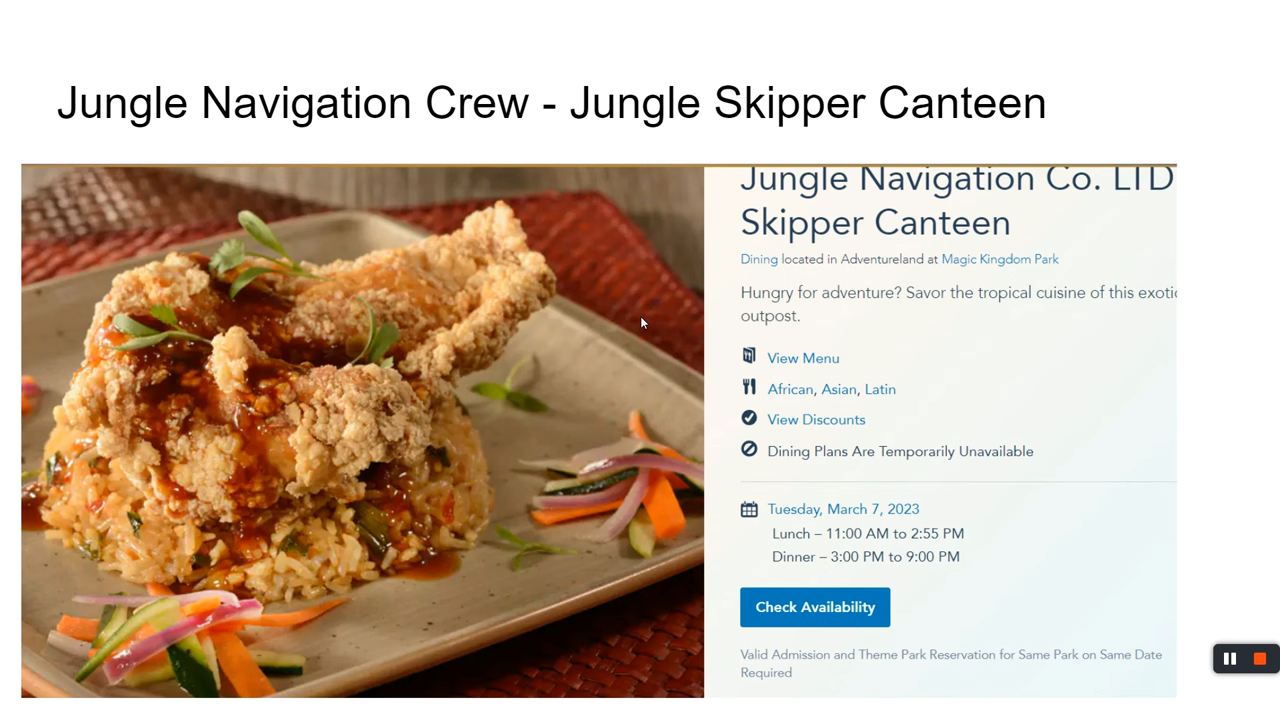 Jungle Navigation Crew - Jungle Skipper Canteen
Jungle Navigation Co. LTD
Skipper Canteen
Dining located in Adventureland at Magic Kingdom Park
Hungry for adventure? Savor the tropical cuisine of this exotic
outpost.
View Menu
African, Asian, Latin
View Discounts
Dining Plans Are Temporarily Unavailable
Tuesday, March 7, 2023
Lunch – 11:00 AM to 2:55 PM
Dinner – 3:00 PM to 9:00 PM
Check Availability
Valid Admission and Theme Park Reservation for Same Park on Same Date
Required